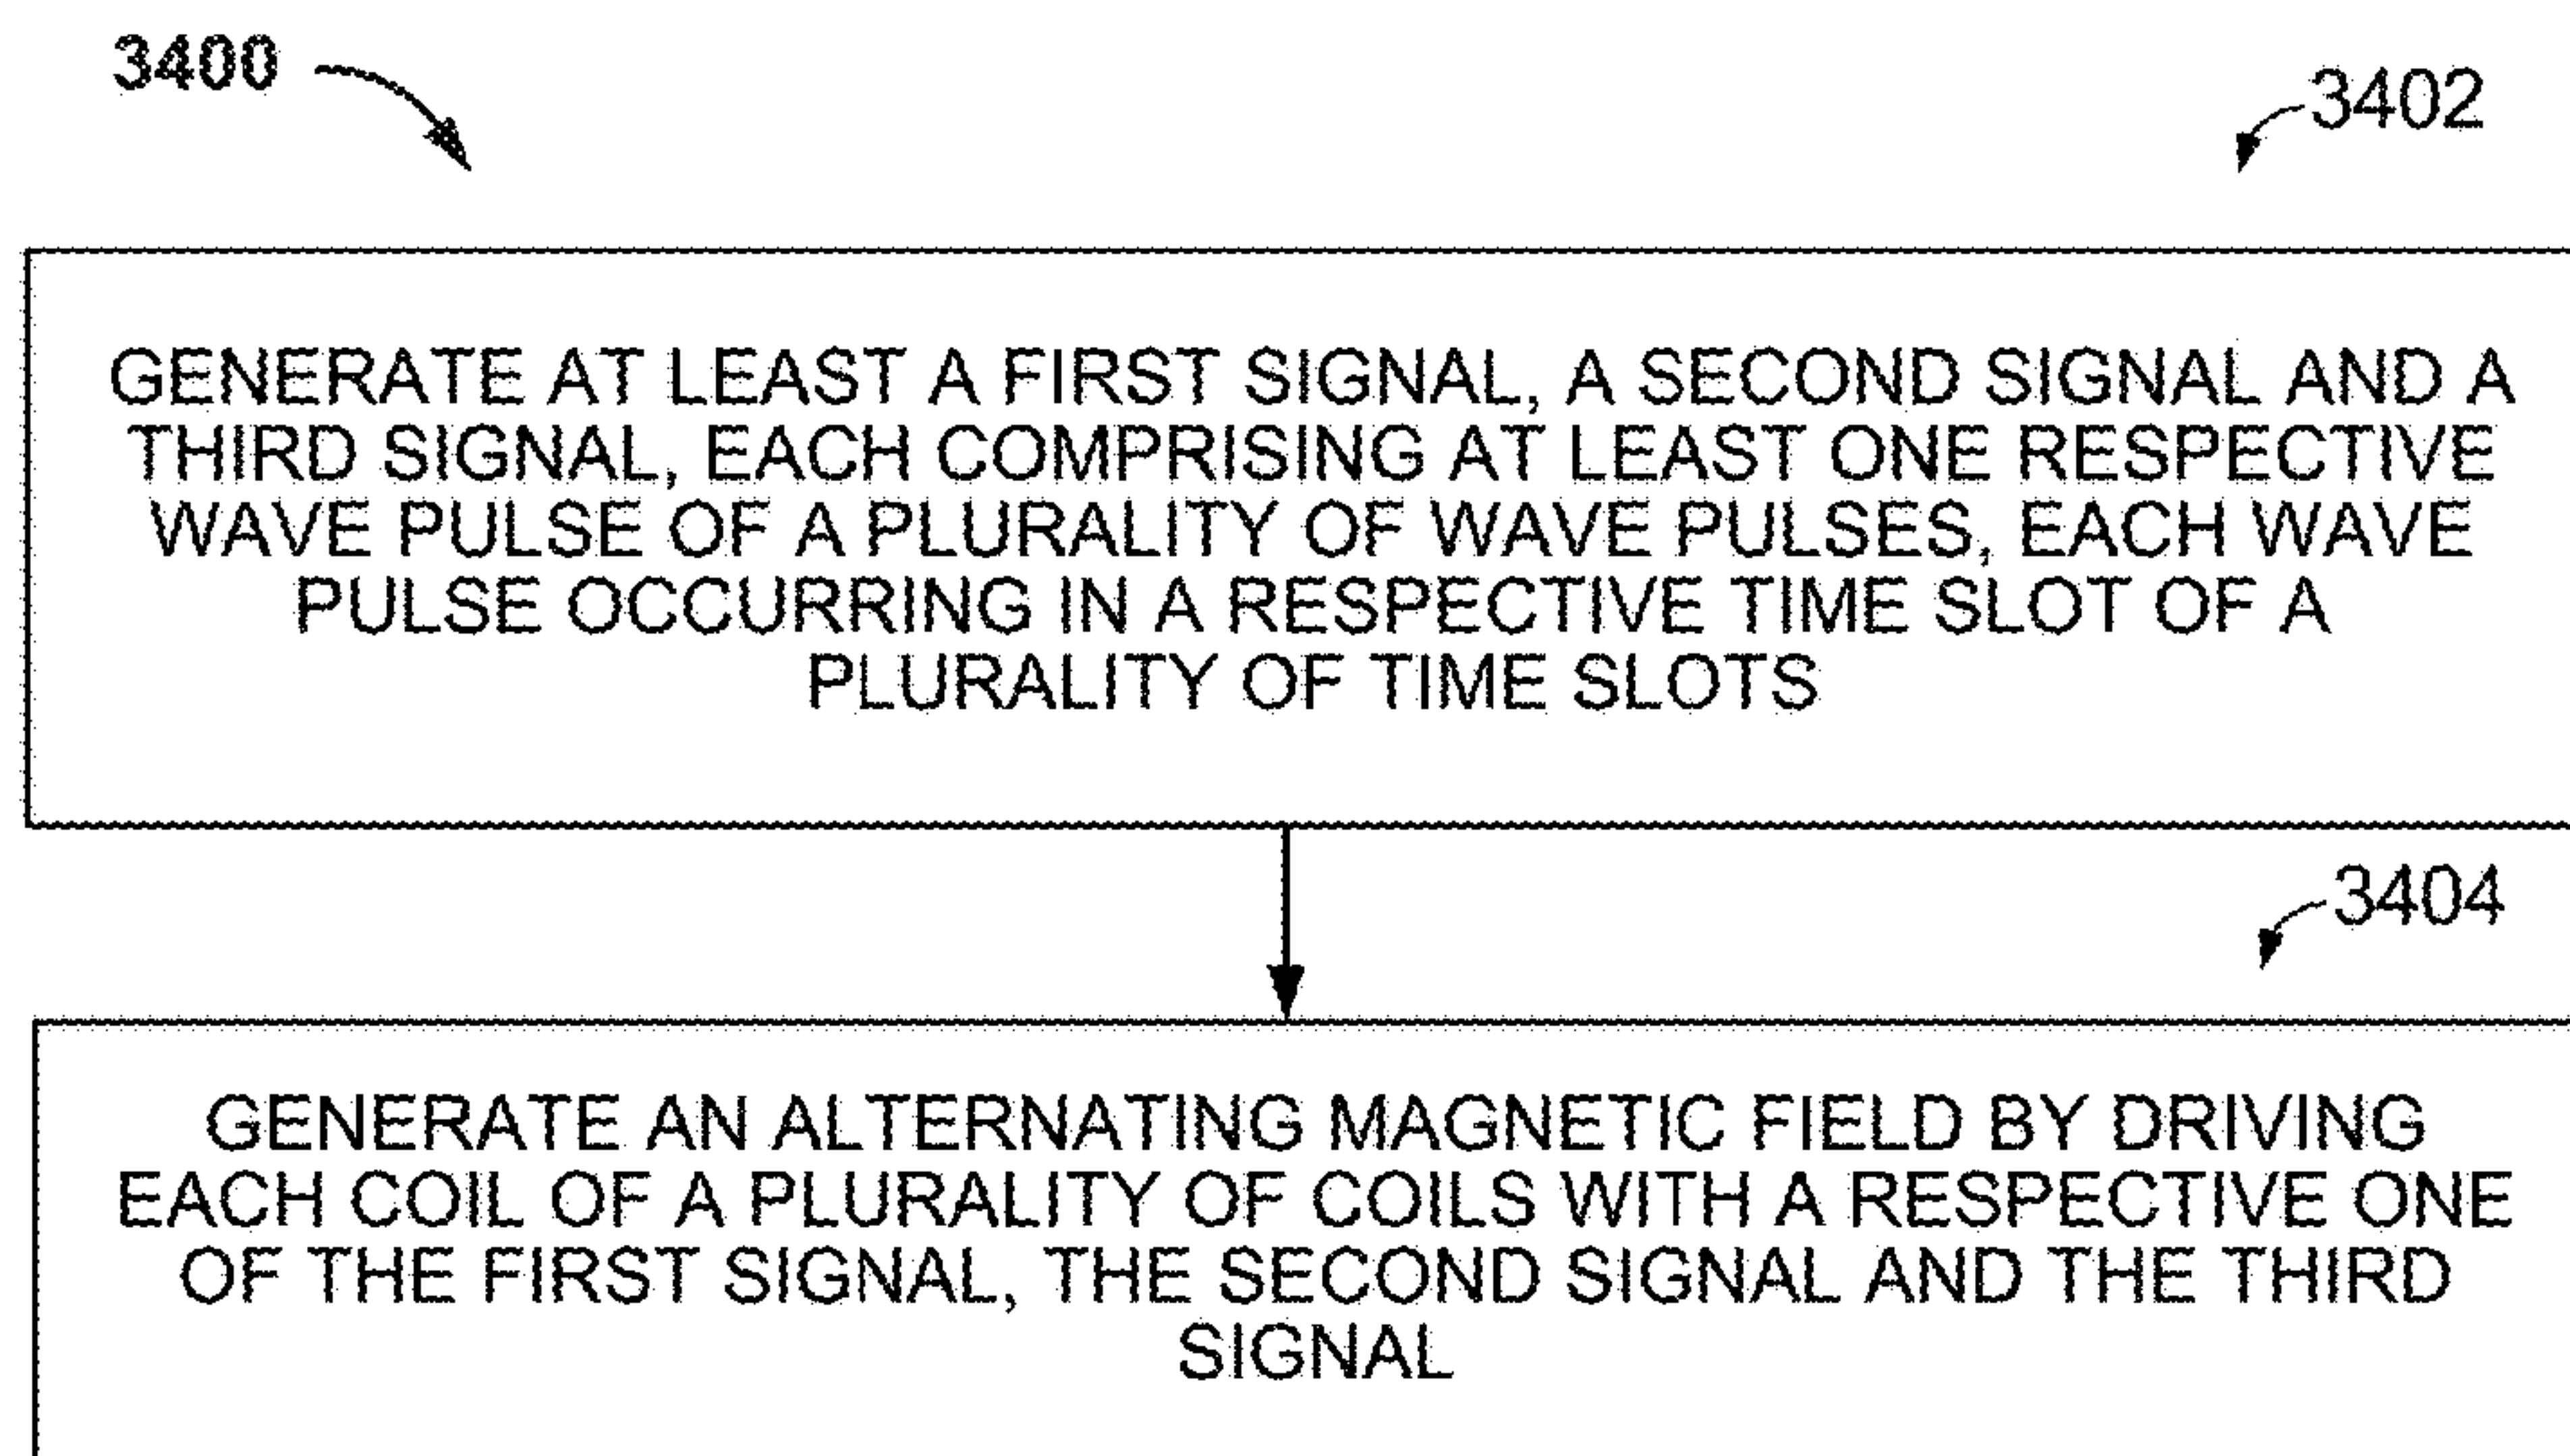 3400
3402
GENERATE AT LEAST A FIRST SIGNAL, A SECOND SIGNAL AND A
THIRD SIGNAL, EACH COMPRISING AT LEAST ONE RESPECTIVE
WAVE PULSE OF A PLURALITY OF WAVE PULSES, EACH WAVE
PULSE OCCURRING IN A RESPECTIVE TIME SLOT OF A
PLURALITY OF TIME SLOTS
3404
GENERATE AN ALTERNATING MAGNETIC FIELD BY DRIVING
EACH COIL OF A PLURALITY OF COILS WITH A RESPECTIVE ONE
OF THE FIRST SIGNAL, THE SECOND SIGNAL AND THE THIRD
SIGNAL